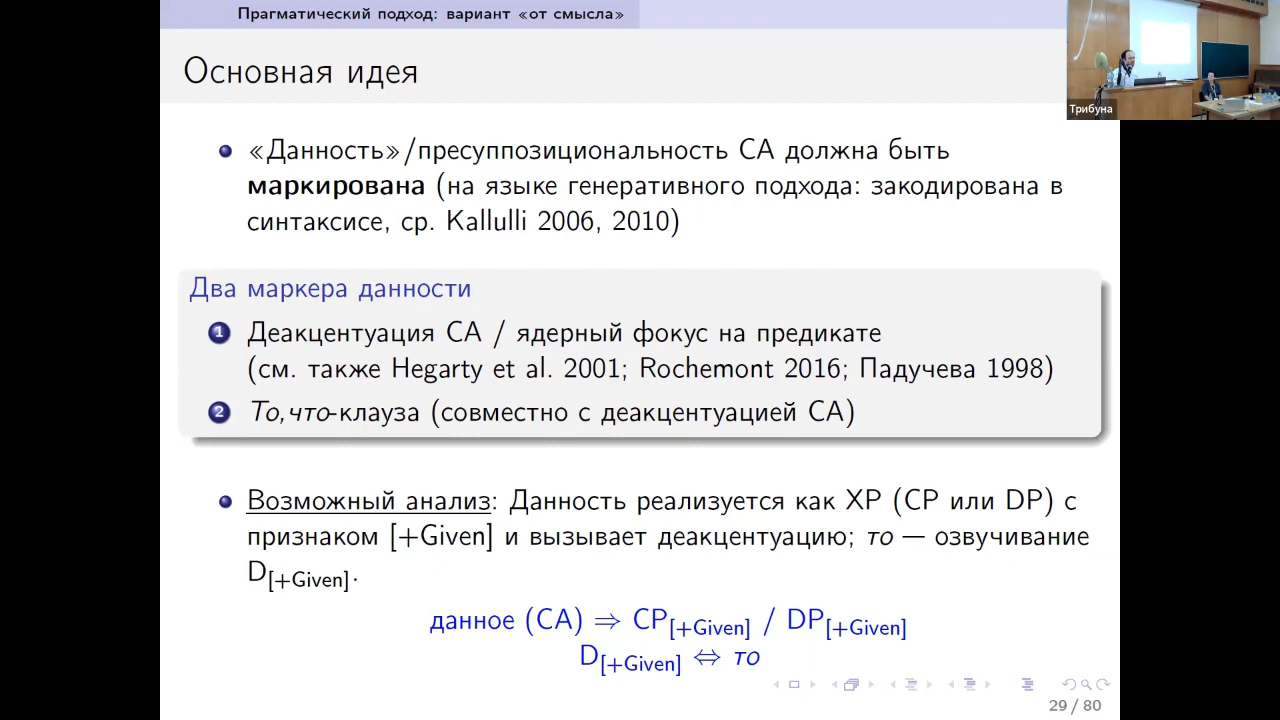 Прагматический подход: вариант «от смысла»
Основная идея
Трибуна
«Данность»/пресуппозициональность СА должна быть
маркирована (на языке генеративного подхода: закодирована в
синтаксисе, ср. Kallulli 2006, 2010)
Два маркера данности
1 Деакцентуация СА / ядерный фокус на предикате
(см. также Hegarty et al. 2001; Rochemont 2016; Падучева 1998)
2 То,что-клауза (совместно с деакцентуацией СА)
Возможный анализ: Данность реализуется как XP (CP или DP) с
признаком [+Given] и вызывает деакцентуацию; то — озвучивание
D[+Given].
данное (СА) ⇒ CP[+Given] / DP[+Given]
D[+Given] ⇔ то
29 / 80